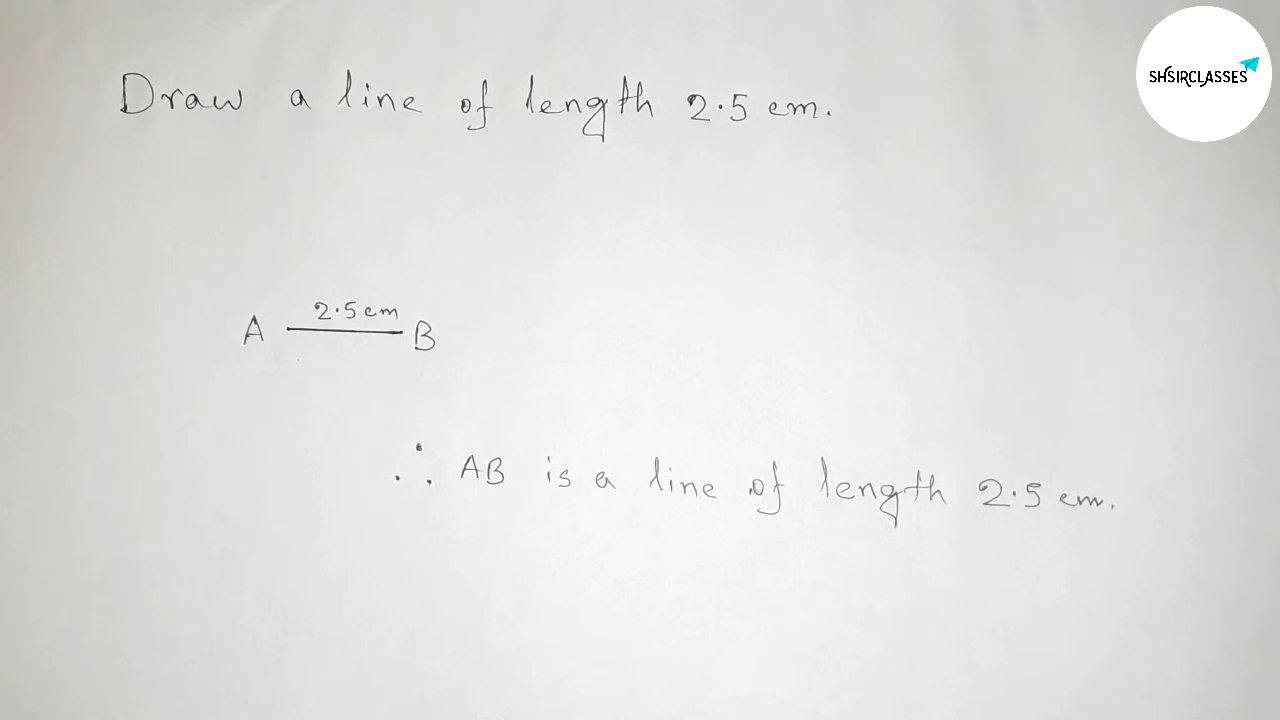 SHSIRCLASSES
Draw a line of length 2.5 cm.
2.5 cm
A B
∴ AB is a line of length 2.5 cm.